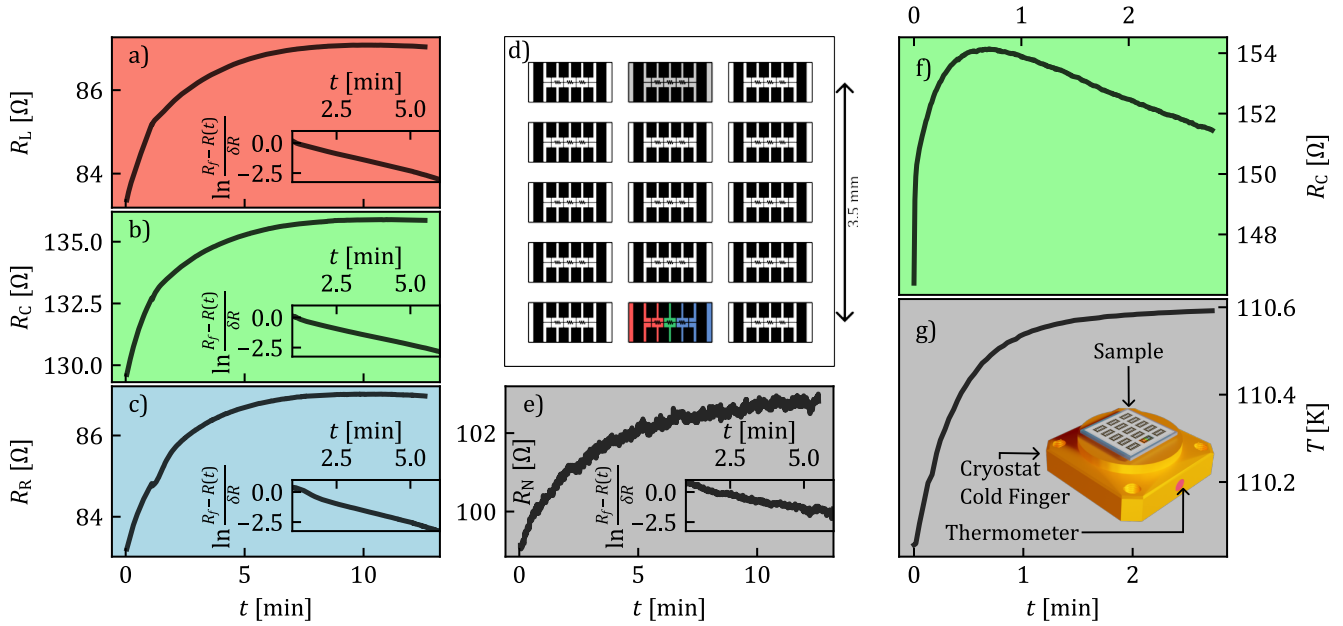 a)
R_L [Ω]
86
83
t [min]
2.5 5.0
ln (R_f − R(t))/δR
0.0
−2.5
b)
R_C [Ω]
135.0
132.5
130.0
t [min]
2.5 5.0
ln (R_f − R(t))/δR
0.0
−2.5
c)
R_R [Ω]
86
84
t [min]
2.5 5.0
ln (R_f − R(t))/δR
0.0
−2.5
0 5 10
t [min]
d)
3.5 mm
e)
R_N [Ω]
102
100
t [min]
2.5 5.0
ln (R_f − R(t))/δR
0.0
−2.5
0 5 10
t [min]
0 1 2
f)
154
152
150
148
R_C [Ω]
g)
110.6
110.4
110.2
T [K]
Sample
Cryostat
Cold Finger
Thermometer
0 1 2
t [min]